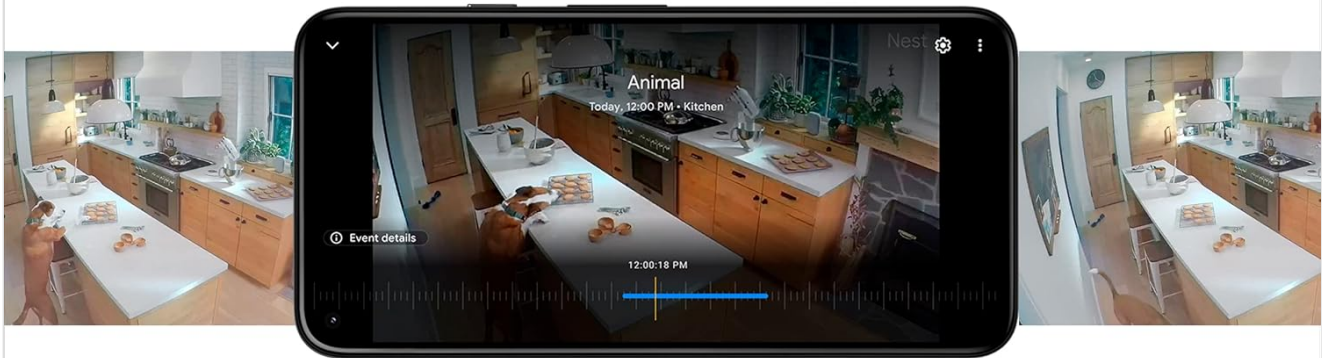 Nest
Animal
Today, 12:00 PM • Kitchen
Event details
12:00:18 PM